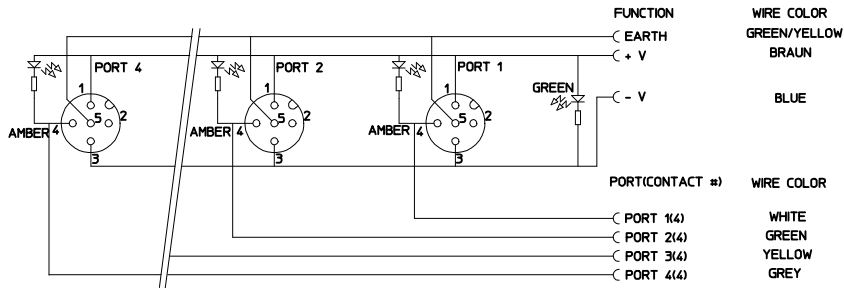 FUNCTION WIRE COLOR
EARTH GREEN/YELLOW
+ V BRAUN
- V BLUE
PORT 4 PORT 2 PORT 1
GREEN
1 1 1
AMBER 4 5 2 AMBER 4 5 2 AMBER 4 5 2
3 3 3
PORT(CONTACT #) WIRE COLOR
PORT 1(4) WHITE
PORT 2(4) GREEN
PORT 3(4) YELLOW
PORT 4(4) GREY